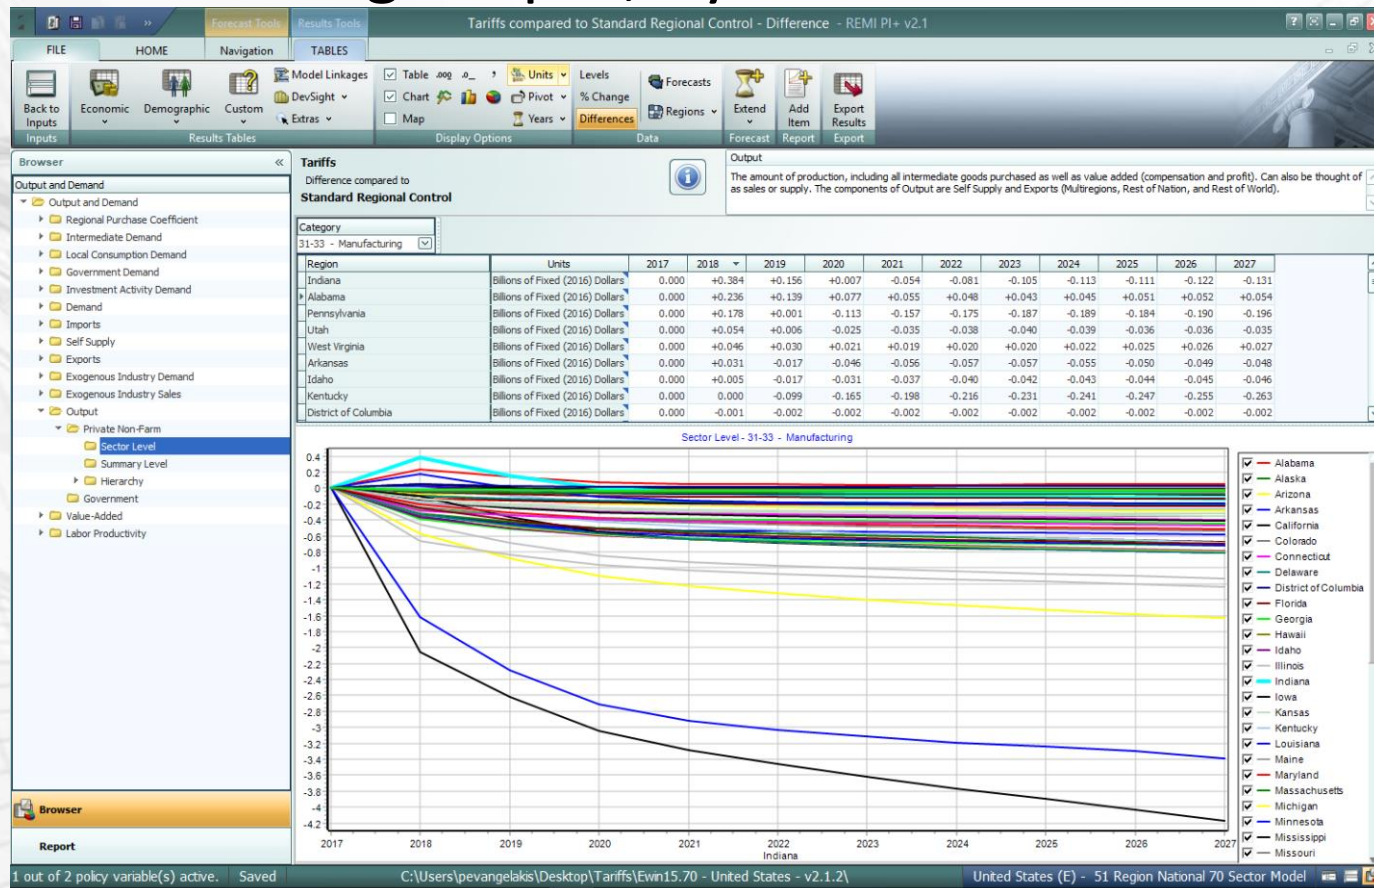 Forecast Tools
Results Tools
Tariffs compared to Standard Regional Control - Difference - REMI PI+ v2.1
FILE
HOME
Navigation
TABLES
Back to Inputs
Economic
Demographic
Custom
Model Linkages
DevSight
Extras
Table
Chart
Map
Units
Pivot
Years
Levels
% Change
Differences
Forecasts
Regions
Extend
Add Item
Export Results
Inputs
Results Tables
Display Options
Data
Forecast
Report
Export
Browser
Output and Demand
Output and Demand
Regional Purchase Coefficient
Intermediate Demand
Local Consumption Demand
Government Demand
Investment Activity Demand
Demand
Imports
Self Supply
Exports
Exogenous Industry Demand
Exogenous Industry Sales
Output
Private Non-Farm
Sector Level
Summary Level
Hierarchy
Government
Value-Added
Labor Productivity
Browser
Report
Tariffs
Difference compared to
Standard Regional Control
Output
The amount of production, including all intermediate goods purchased as well as value added (compensation and profit). Can also be thought of
as sales or supply. The components of Output are Self Supply and Exports (Multiregions, Rest of Nation, and Rest of World).
Category
31-33 - Manufacturing
Region Units 2017 2018 2019 2020 2021 2022 2023 2024 2025 2026 2027
Indiana Billions of Fixed (2016) Dollars 0.000 +0.384 +0.156 +0.007 -0.054 -0.081 -0.105 -0.113 -0.111 -0.122 -0.131
Alabama Billions of Fixed (2016) Dollars 0.000 +0.236 +0.139 +0.077 +0.055 +0.048 +0.043 +0.045 +0.051 +0.052 +0.054
Pennsylvania Billions of Fixed (2016) Dollars 0.000 +0.178 +0.001 -0.113 -0.157 -0.175 -0.187 -0.189 -0.184 -0.190 -0.196
Utah Billions of Fixed (2016) Dollars 0.000 +0.054 +0.006 -0.025 -0.035 -0.038 -0.040 -0.039 -0.036 -0.036 -0.035
West Virginia Billions of Fixed (2016) Dollars 0.000 +0.046 +0.030 +0.021 +0.019 +0.020 +0.020 +0.022 +0.025 +0.026 +0.027
Arkansas Billions of Fixed (2016) Dollars 0.000 +0.031 -0.017 -0.046 -0.056 -0.057 -0.057 -0.055 -0.050 -0.049 -0.048
Idaho Billions of Fixed (2016) Dollars 0.000 +0.005 -0.017 -0.031 -0.037 -0.040 -0.042 -0.043 -0.044 -0.045 -0.046
Kentucky Billions of Fixed (2016) Dollars 0.000 0.000 -0.099 -0.165 -0.198 -0.216 -0.231 -0.241 -0.247 -0.255 -0.263
District of Columbia Billions of Fixed (2016) Dollars 0.000 -0.001 -0.002 -0.002 -0.002 -0.002 -0.002 -0.002 -0.002 -0.002 -0.002
Sector Level - 31-33 - Manufacturing
0.4
0.2
0
-0.2
-0.4
-0.6
-0.8
-1
-1.2
-1.4
-1.6
-1.8
-2
-2.2
-2.4
-2.6
-2.8
-3
-3.2
-3.4
-3.6
-3.8
-4
-4.2
2017 2018 2019 2020 2021 2022 2023 2024 2025 2026 2027
Indiana
Alabama
Alaska
Arizona
Arkansas
California
Colorado
Connecticut
Delaware
District of Columbia
Florida
Georgia
Hawaii
Idaho
Illinois
Indiana
Iowa
Kansas
Kentucky
Louisiana
Maine
Maryland
Massachusetts
Michigan
Minnesota
Mississippi
Missouri
1 out of 2 policy variable(s) active. Saved
C:\Users\pevangelakis\Desktop\Tariffs\Ewin15.70 - United States - v2.1.2\
United States (E) - 51 Region National 70 Sector Model